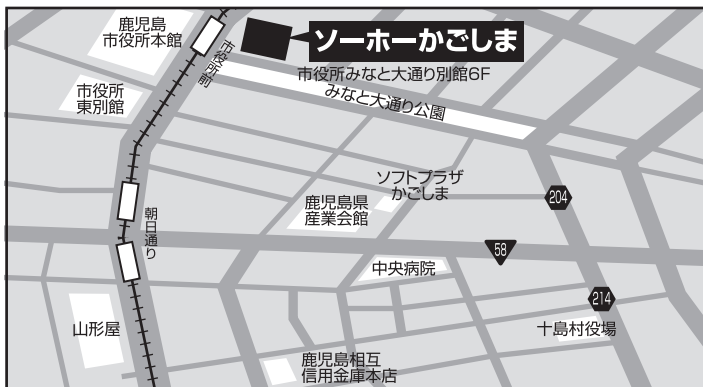 鹿児島
市役所本館
ソーホーかごしま
市役所前
市役所みなと大通り別館6F
みなと大通り公園
市役所
東別館
ソフトプラザ
かごしま
鹿児島県
産業会館
204
朝日通り
58
中央病院
214
山形屋
十島村役場
鹿児島相互
信用金庫本店